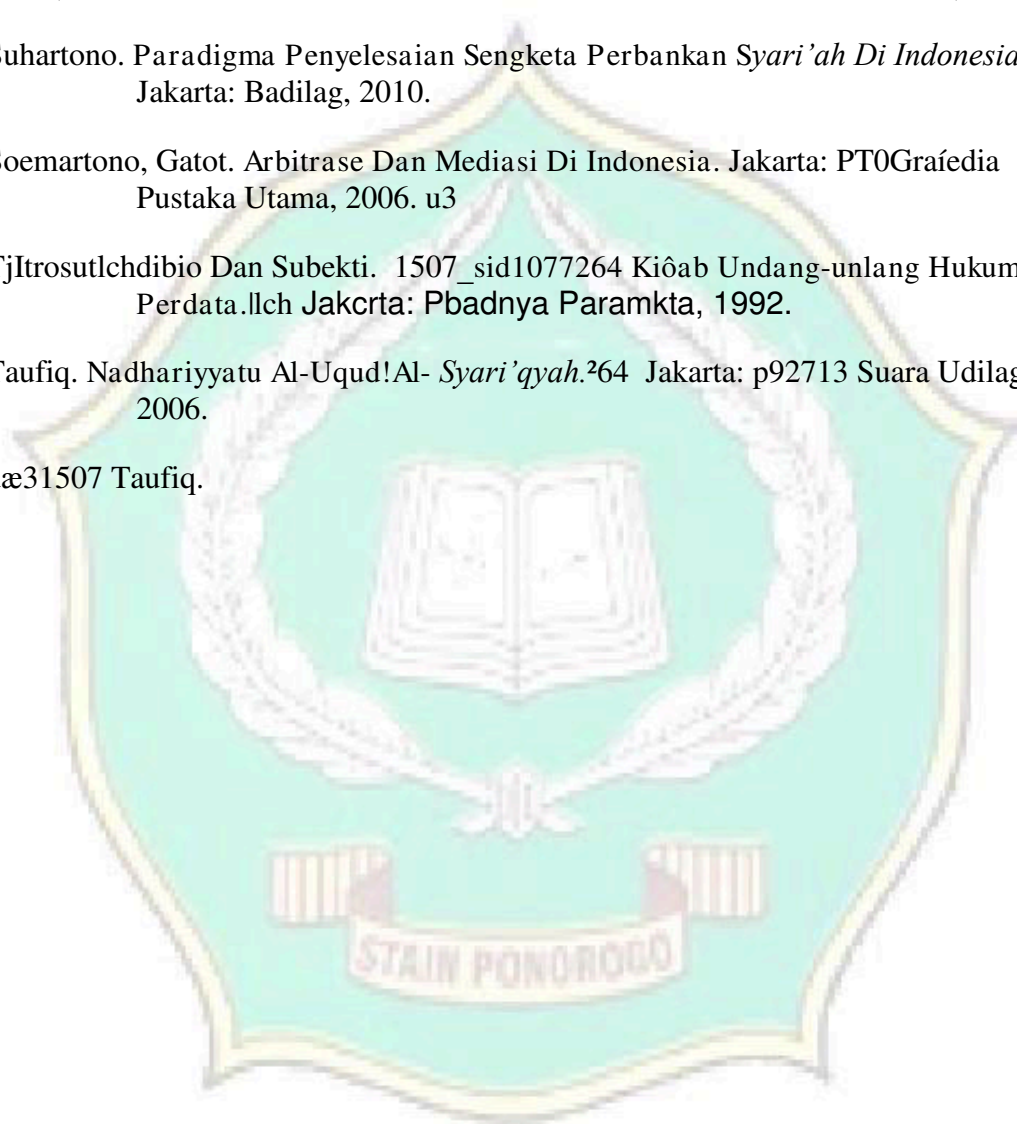 uhartono. Paradigma Penyelesaian Sengketa Perbankan Syari’ah Di Indonesia
Jakarta: Badilag, 2010.
Soemartono, Gatot. Arbitrase Dan Mediasi Di Indonesia. Jakarta: PT0Graíedia
Pustaka Utama, 2006. u3
TjItrosutlchdibio Dan Subekti. 1507_sid1077264 Kiôab Undang-unlang Hukum
Perdata.llch Jakcrta: Pbadnya Paramkta, 1992.
Taufiq. Nadhariyyatu Al-Uqud!Al- Syari’qyah.²64 Jakarta: p92713 Suara Udilag
2006.
æ31507 Taufiq.
STAIN PONOROGO